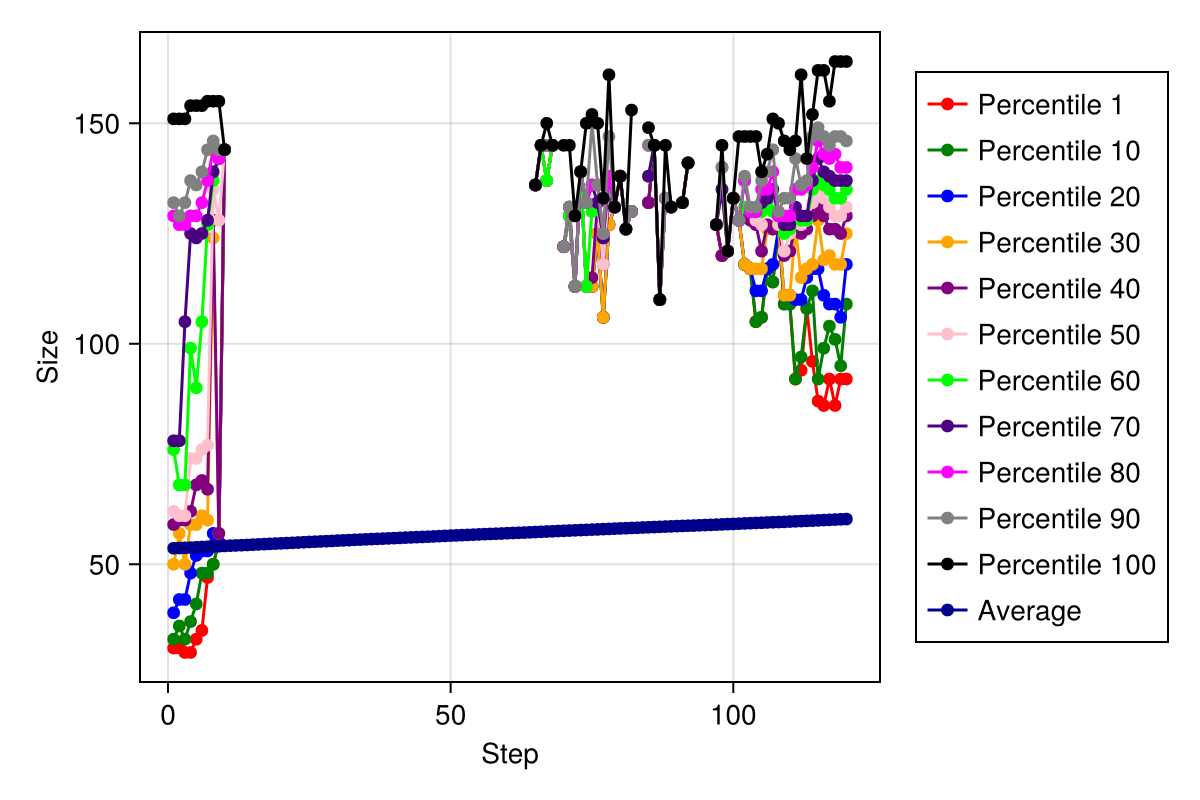 150
100
50
Size
0
50
100
Step
Percentile 1
Percentile 10
Percentile 20
Percentile 30
Percentile 40
Percentile 50
Percentile 60
Percentile 70
Percentile 80
Percentile 90
Percentile 100
Average